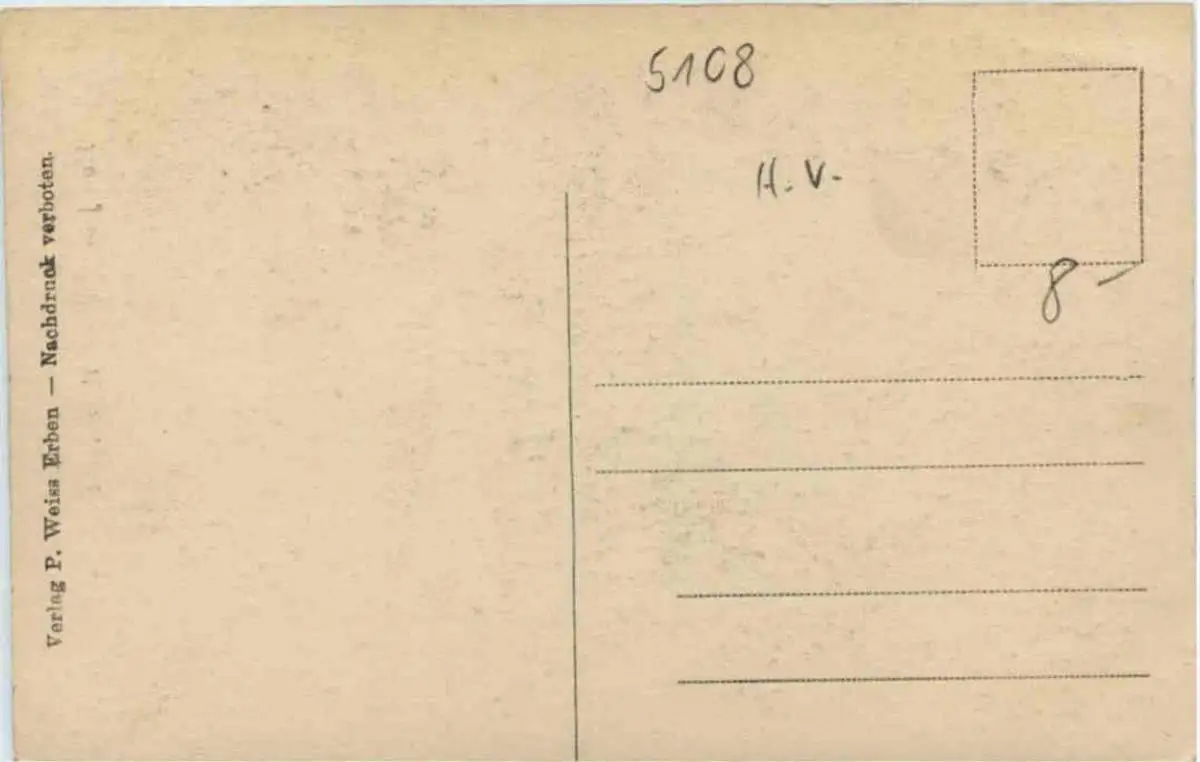 5108
H. V.
8 –
Verlag P. Weiss Erben — Nachdruck verboten.